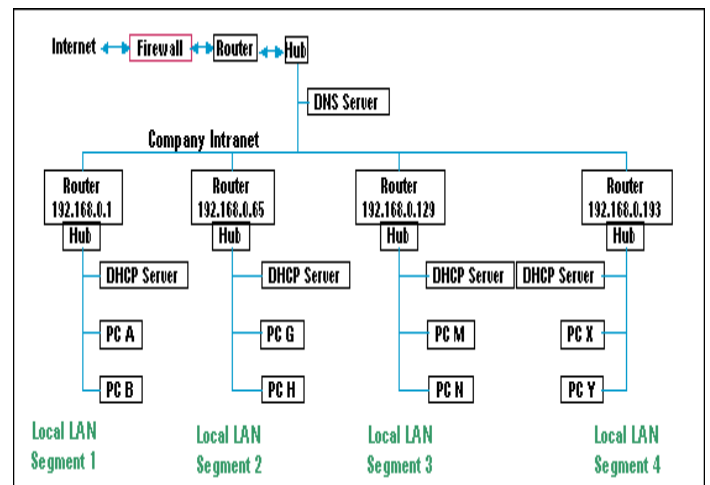 Internet Firewall Router Hub
DNS Server
Company Intranet
Router Router Router Router
192.168.0.1 192.168.0.65 192.168.0.129 192.168.0.193
Hub Hub Hub Hub
DHCP Server DHCP Server DHCP Server DHCP Server
PC A PC G PC M PC X
PC B PC H PC N PC Y
Local LAN Local LAN Local LAN Local LAN
Segment 1 Segment 2 Segment 3 Segment 4